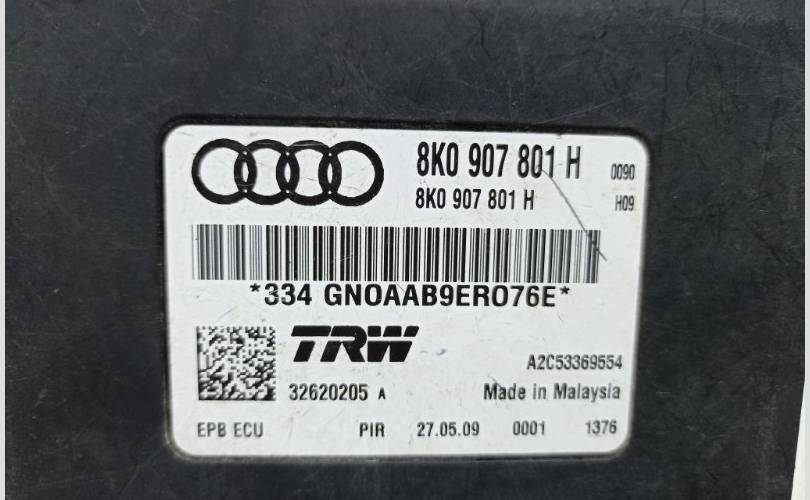 8K0 907 801 H 0090
8K0 907 801 H H09
*334 GN0AAB9ER076E*
TRW
A2C53369554
32620205 A Made in Malaysia
EPB ECU PIR 27.05.09 0001 1376